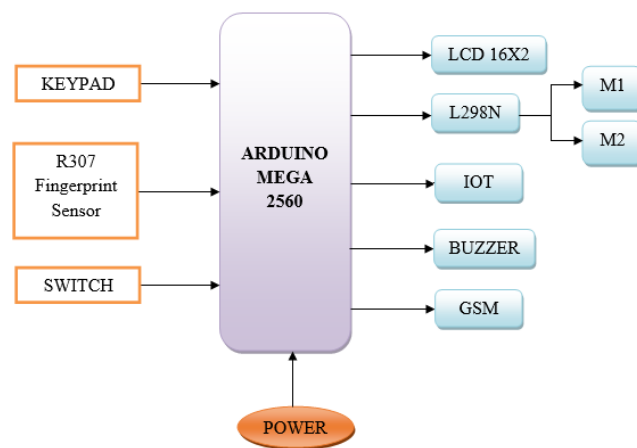 KEYPAD
R307
Fingerprint
Sensor
SWITCH
ARDUINO
MEGA
2560
LCD 16X2
L298N
M1
M2
IOT
BUZZER
GSM
POWER